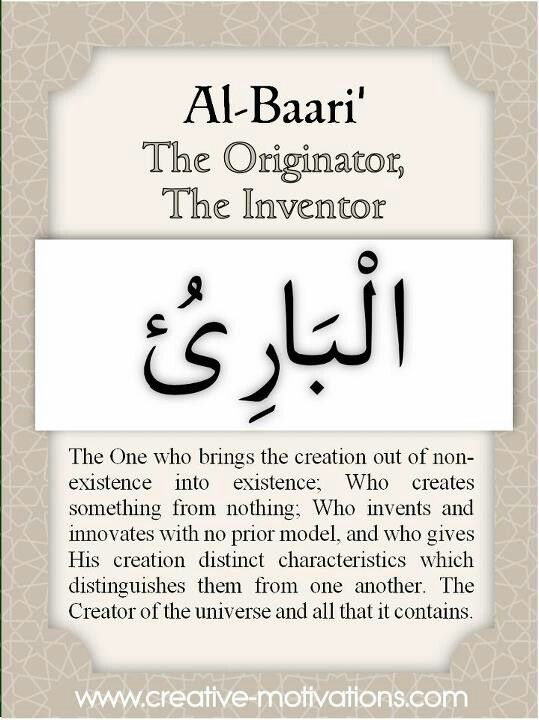 Al-Baari'
The Originator,
The Inventor
الْبَارِئُ
The One who brings the creation out of non-
existence into existence; Who creates
something from nothing; Who invents and
innovates with no prior model, and who gives
His creation distinct characteristics which
distinguishes them from one another. The
Creator of the universe and all that it contains.
www.creative-motivations.com